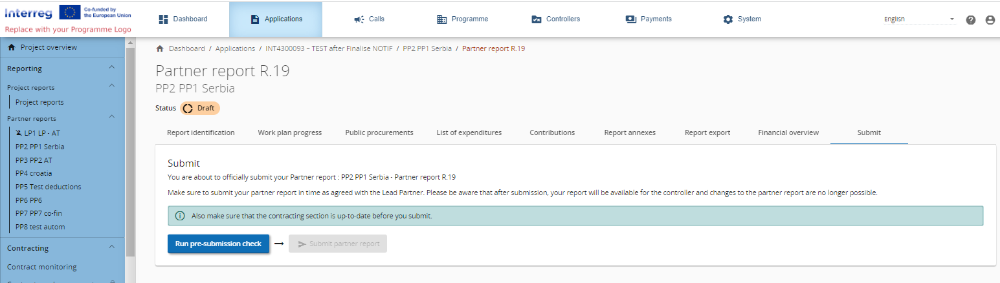 Interreg
Co-funded by
the European Union
Replace with your Programme Logo
Dashboard
Applications
Calls
Programme
Controllers
Payments
System
English
Project overview
Reporting
Project reports
Project reports
Partner reports
LP1 LP - AT
PP2 PP1 Serbia
PP3 PP2 AT
PP4 croatia
PP5 Test deductions
PP6 PP6
PP7 PP7 co-fin
PP8 test autom
Contracting
Contract monitoring
Dashboard / Applications / INT4300093 – TEST after Finalise NOTIF / PP2 PP1 Serbia / Partner report R.19
Partner report R.19
PP2 PP1 Serbia
Status Draft
Report identification
Work plan progress
Public procurements
List of expenditures
Contributions
Report annexes
Report export
Financial overview
Submit
Submit
You are about to officially submit your Partner report : PP2 PP1 Serbia - Partner report R.19
Make sure to submit your partner report in time as agreed with the Lead Partner. Please be aware that after submission, your report will be available for the controller and changes to the partner report are no longer possible.
Also make sure that the contracting section is up-to-date before you submit.
Run pre-submission check → Submit partner report